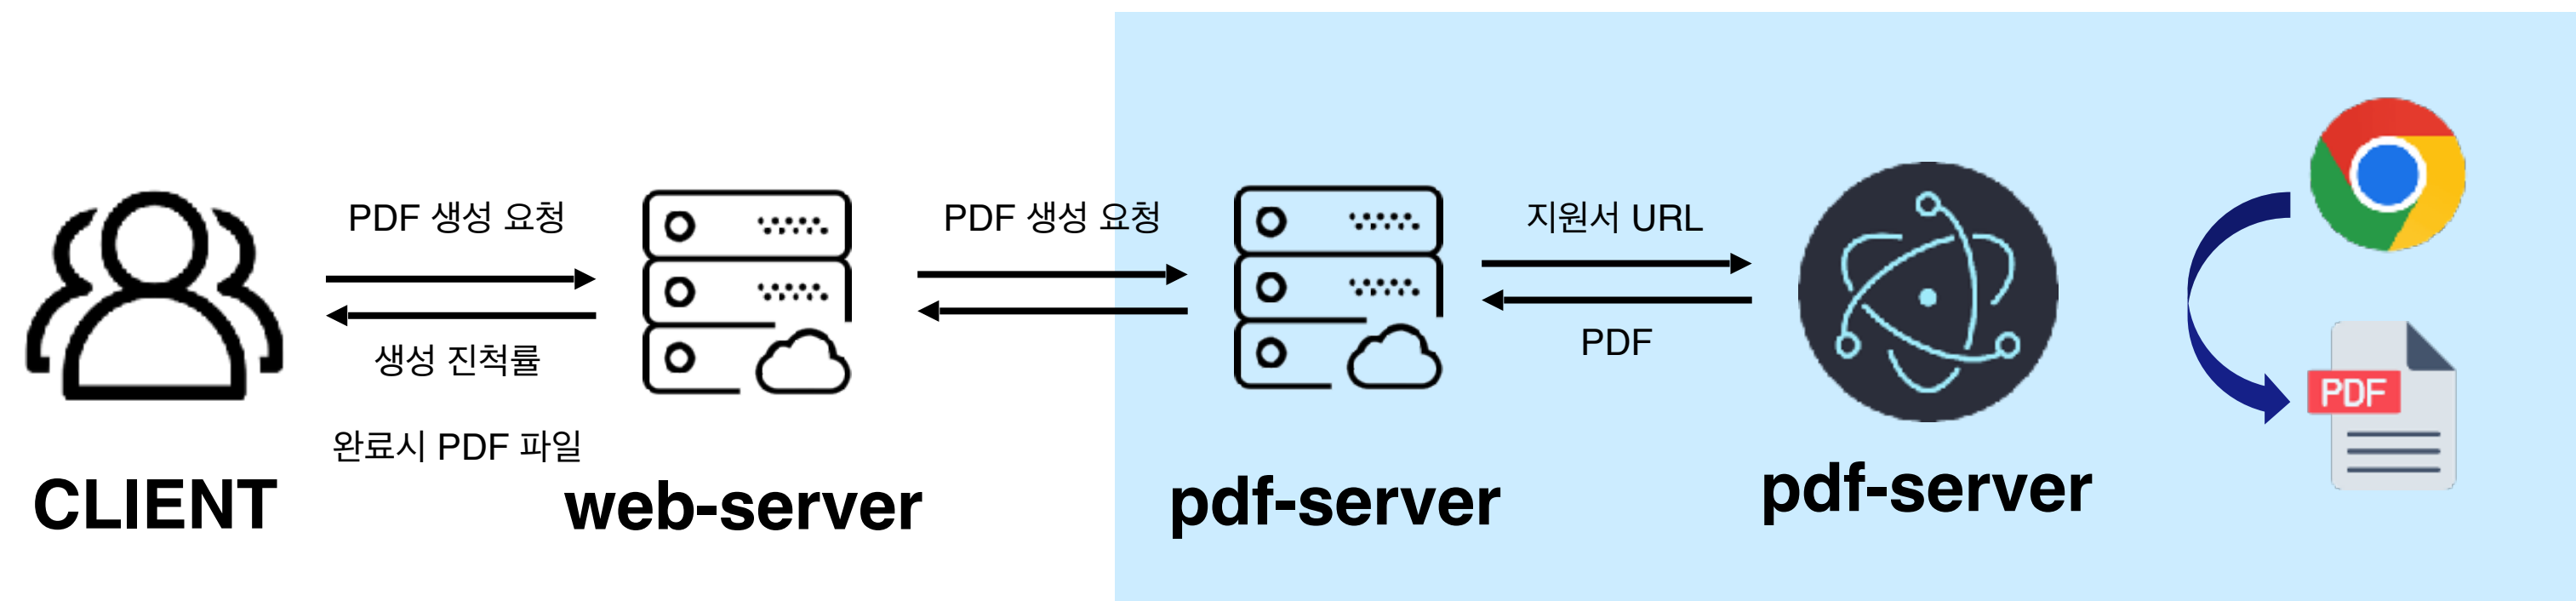 PDF 생성 요청
생성 진척률
완료시 PDF 파일
CLIENT
web-server
PDF 생성 요청
pdf-server
지원서 URL
PDF
pdf-server
PDF